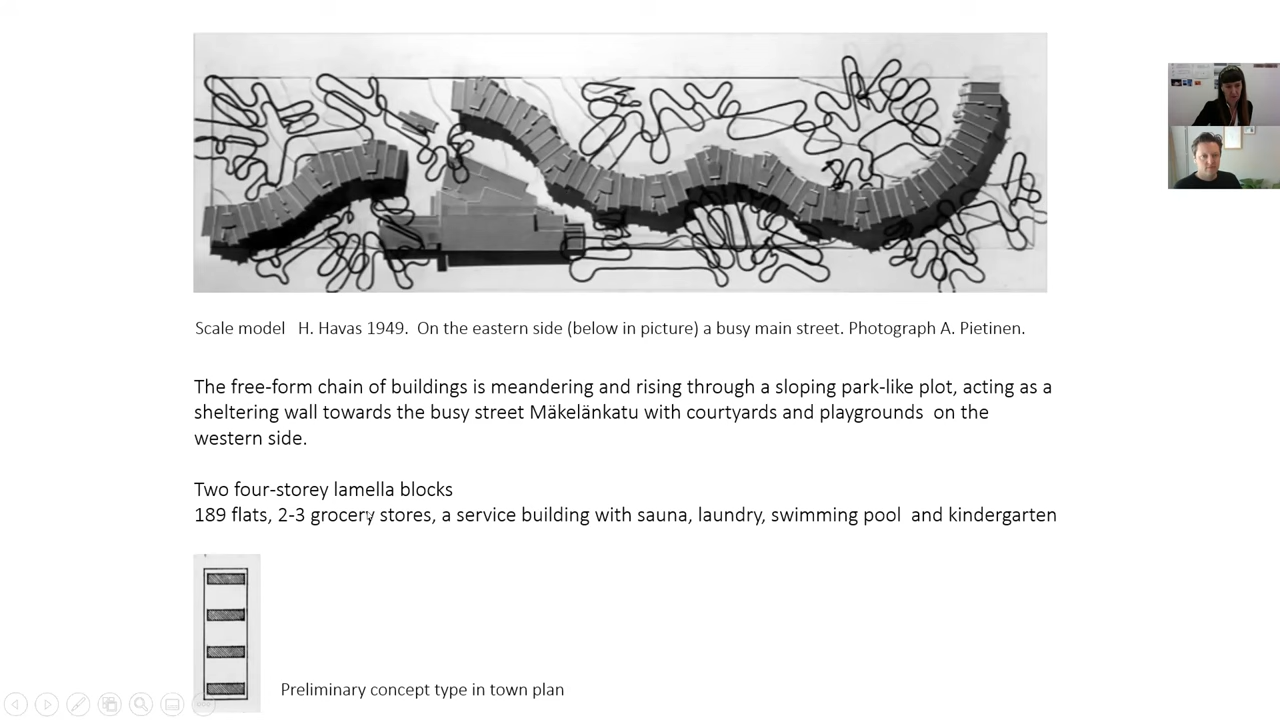 Scale model H. Havas 1949. On the eastern side (below in picture) a busy main street. Photograph A. Pietinen.
The free-form chain of buildings is meandering and rising through a sloping park-like plot, acting as a
sheltering wall towards the busy street Mäkelänkatu with courtyards and playgrounds on the
western side.
Two four-storey lamella blocks
189 flats, 2-3 grocery stores, a service building with sauna, laundry, swimming pool and kindergarten
Preliminary concept type in town plan